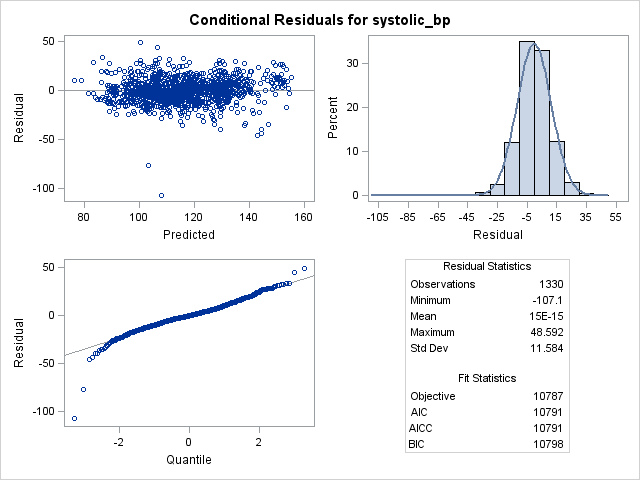 Conditional Residuals for systolic_bp
50
0
-50
-100
Residual
80
100
120
140
160
Predicted
30
20
10
0
Percent
-105
-85
-65
-45
-25
-5
15
35
55
Residual
50
0
-50
-100
Residual
-2
0
2
Quantile
Residual Statistics
Observations 1330
Minimum -107.1
Mean 15E-15
Maximum 48.592
Std Dev 11.584
Fit Statistics
Objective 10787
AIC 10791
AICC 10791
BIC 10798